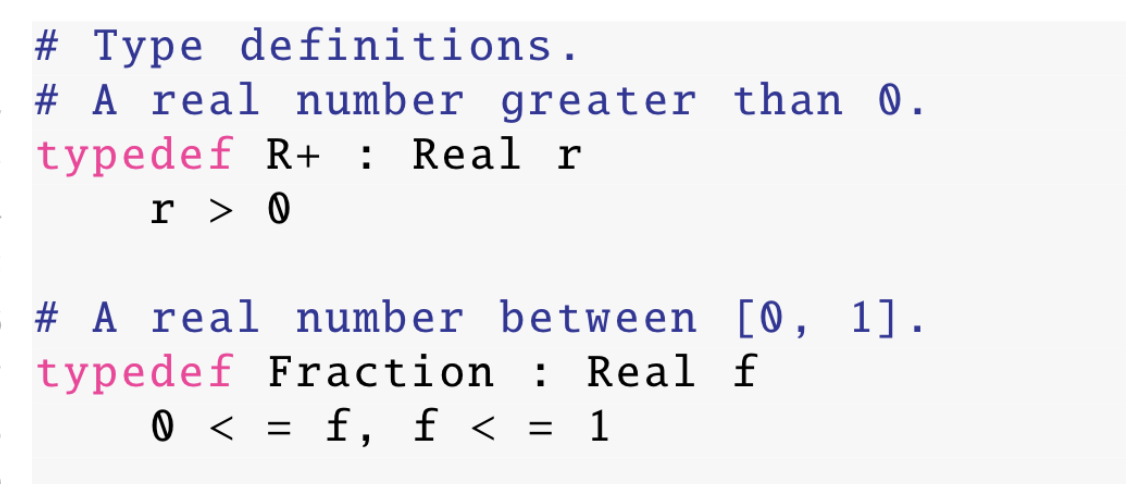 # Type definitions.
# A real number greater than 0.
typedef R+ : Real r
    r > 0

# A real number between [0, 1].
typedef Fraction : Real f
    0 < = f, f < = 1